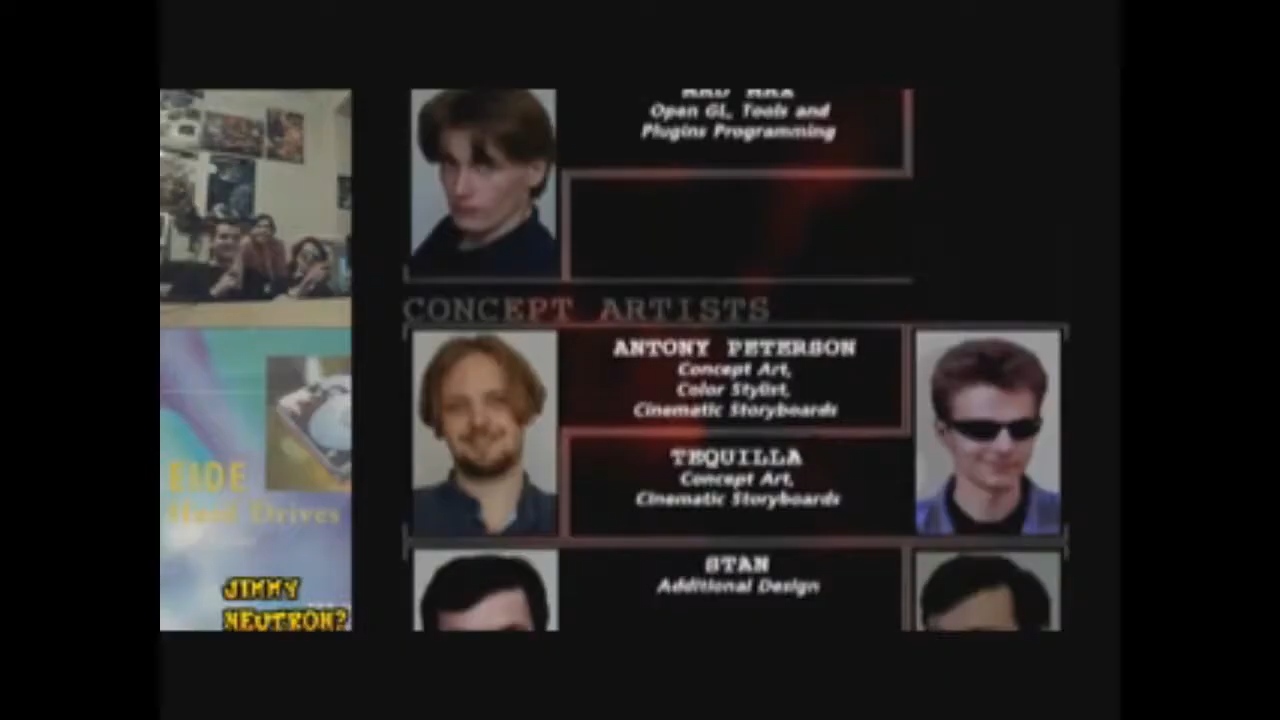 Open GL, Tools and
Plugins Programming
CONCEPT ARTISTS
ANTONY PETERSON
Concept Art,
Color Stylist,
Cinematic Storyboards
TEQUILLA
Concept Art,
Cinematic Storyboards
STAN
Additional Design
EIDE
Hard Drives
JIMMY
NEUTRON?